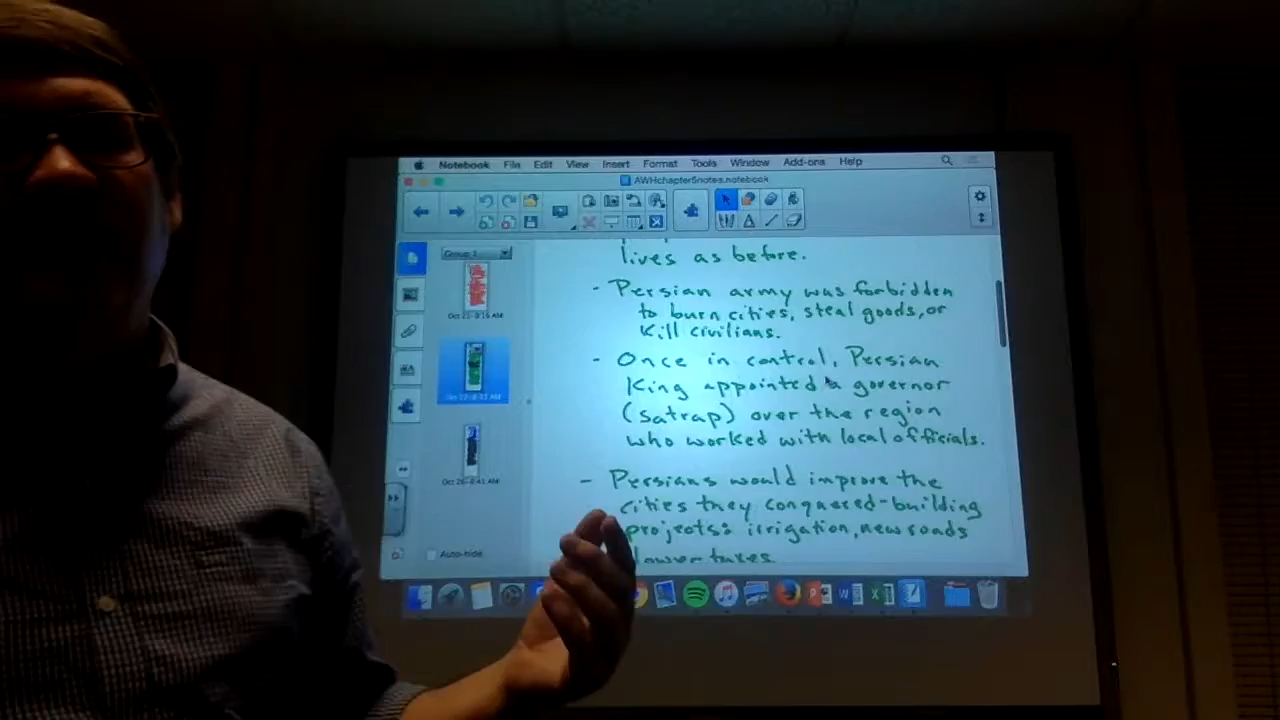 Notebook File Edit View Insert Format Tools Window Add-ons Help
AWHchapter5notes.notebook
Group 1
lives as before.
- Persian army was forbidden
to burn cities, steal goods, or
kill civilians.
- Once in control, Persian
King appointed a governor
(satrap) over the region
who worked with local officials.
- Persians would improve the
cities they conquered-building
projects: irrigation, new roads
lower taxes.
Auto-hide